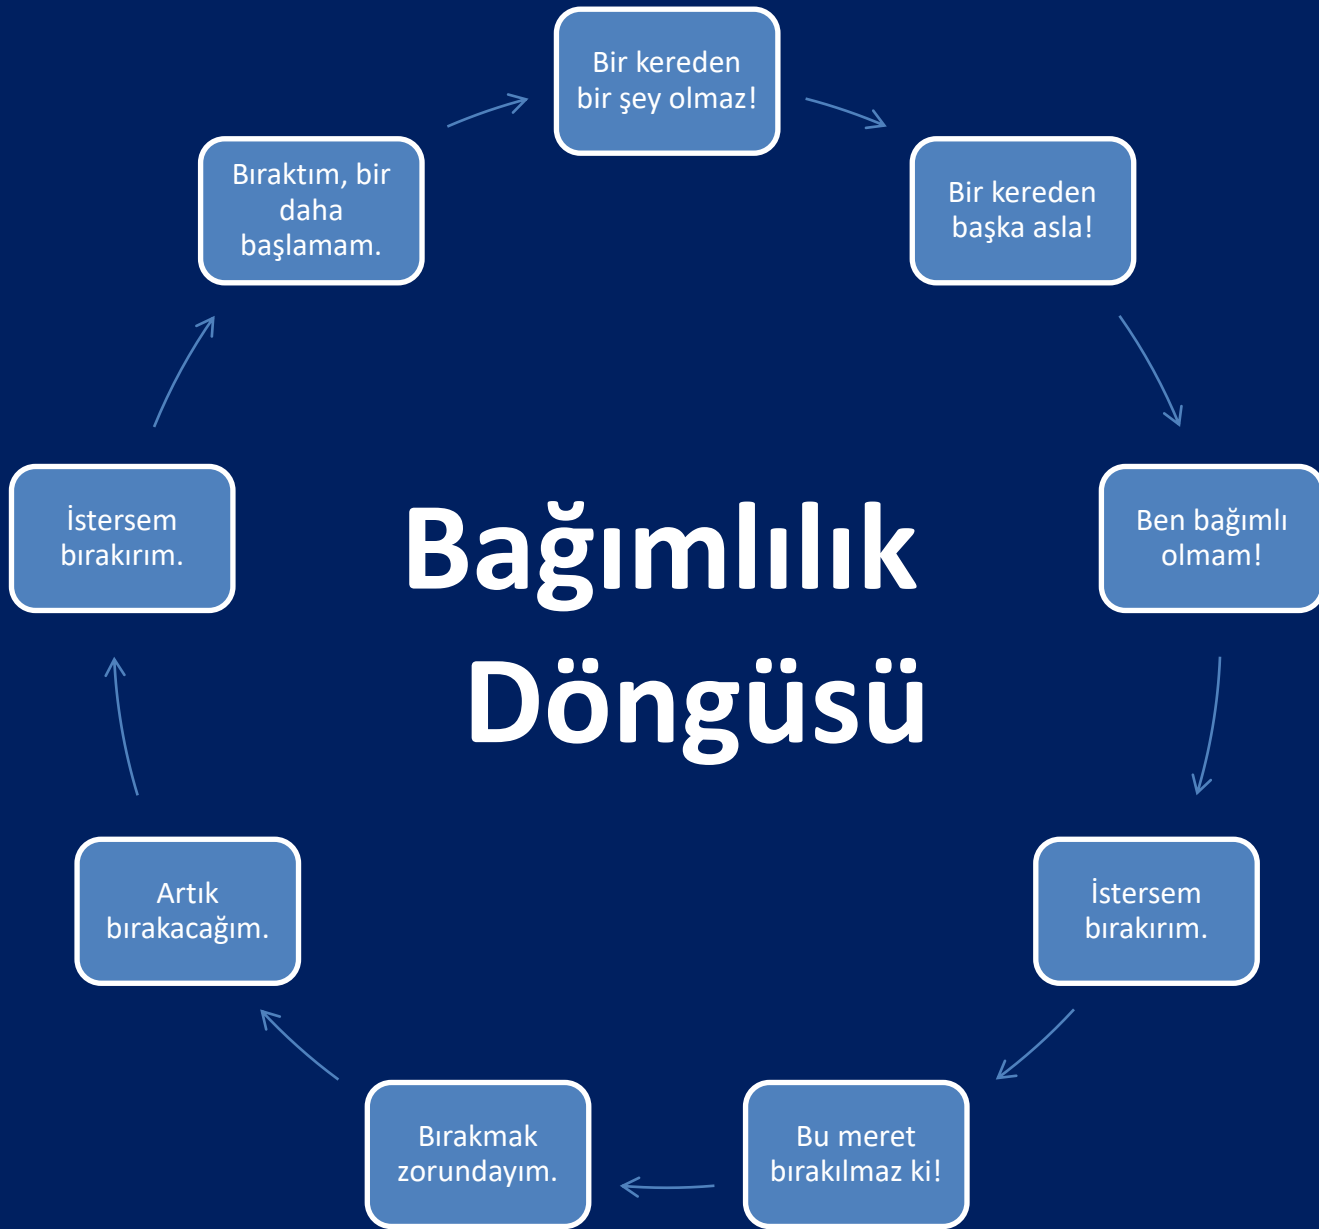 Bir kereden
bir şey olmaz!
Bir kereden
başka asla!
Ben bağımlı
olmam!
İstersem
bırakırım.
Bu meret
bırakılmaz ki!
Bırakmak
zorundayım.
Artık
bırakacağım.
İstersem
bırakırım.
Bıraktım, bir
daha
başlamam.
Bağımlılık
Döngüsü